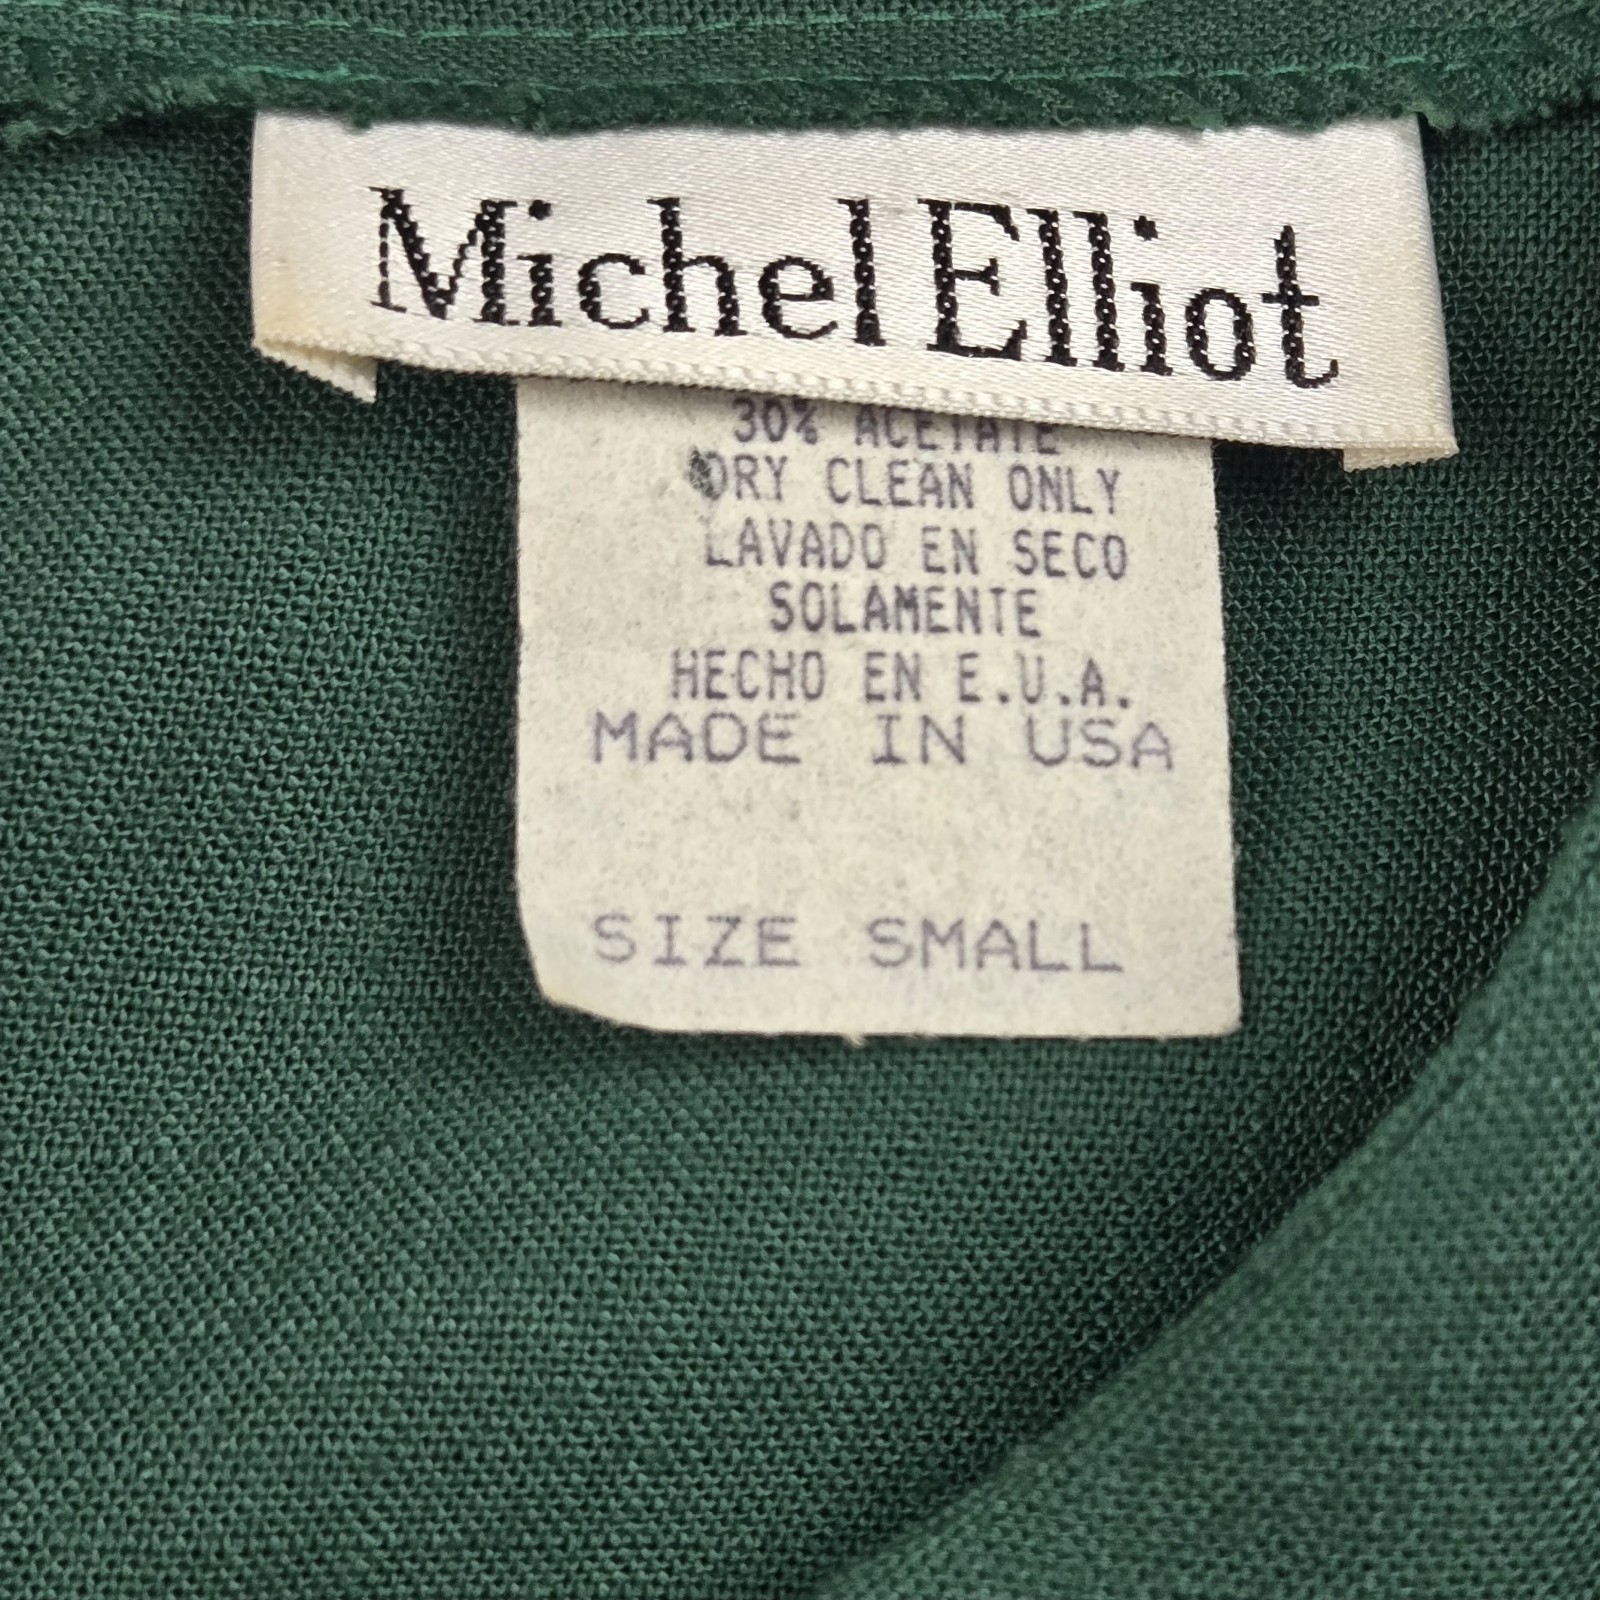 Michel Elliot
30% ACETATE
DRY CLEAN ONLY
LAVADO EN SECO
SOLAMENTE
HECHO EN E.U.A.
MADE IN USA
SIZE SMALL